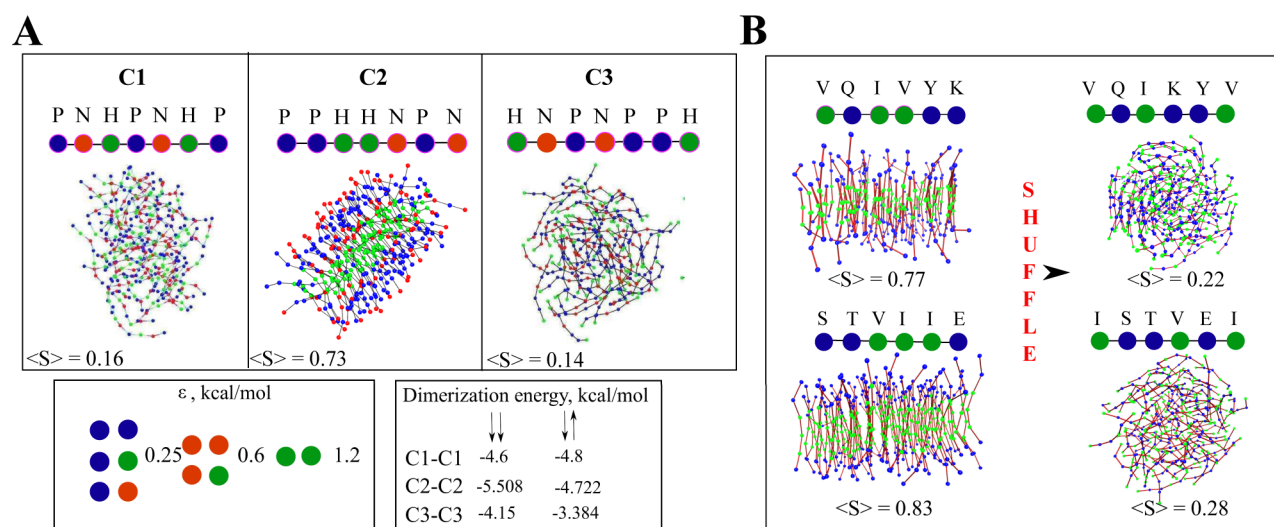 A
C1
P N H P N H P
<S> = 0.16
C2
P P H H N P N
<S> = 0.73
C3
H N P N P P H
<S> = 0.14
ε , kcal/mol
0.25
0.6
1.2
Dimerization energy, kcal/mol
C1-C1 -4.6 -4.8
C2-C2 -5.508 -4.722
C3-C3 -4.15 -3.384
B
V Q I V Y K
<S> = 0.77
S T V I I E
<S> = 0.83
SHUFFLE
V Q I K Y V
<S> = 0.22
I S T V E I
<S> = 0.28